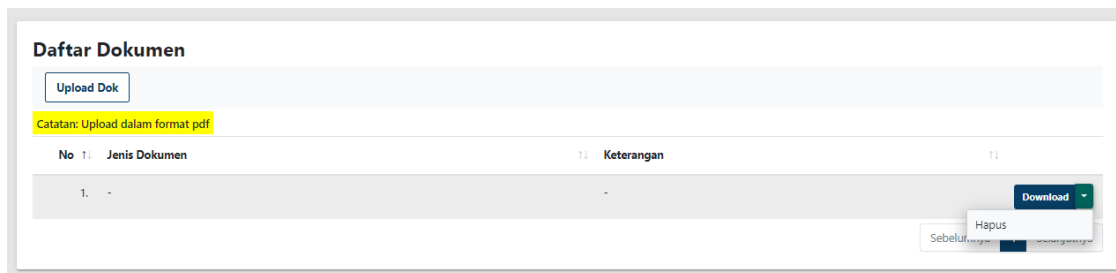 Daftar Dokumen
Upload Dok
Catatan: Upload dalam format pdf
No Jenis Dokumen Keterangan
1. - - Download
Hapus